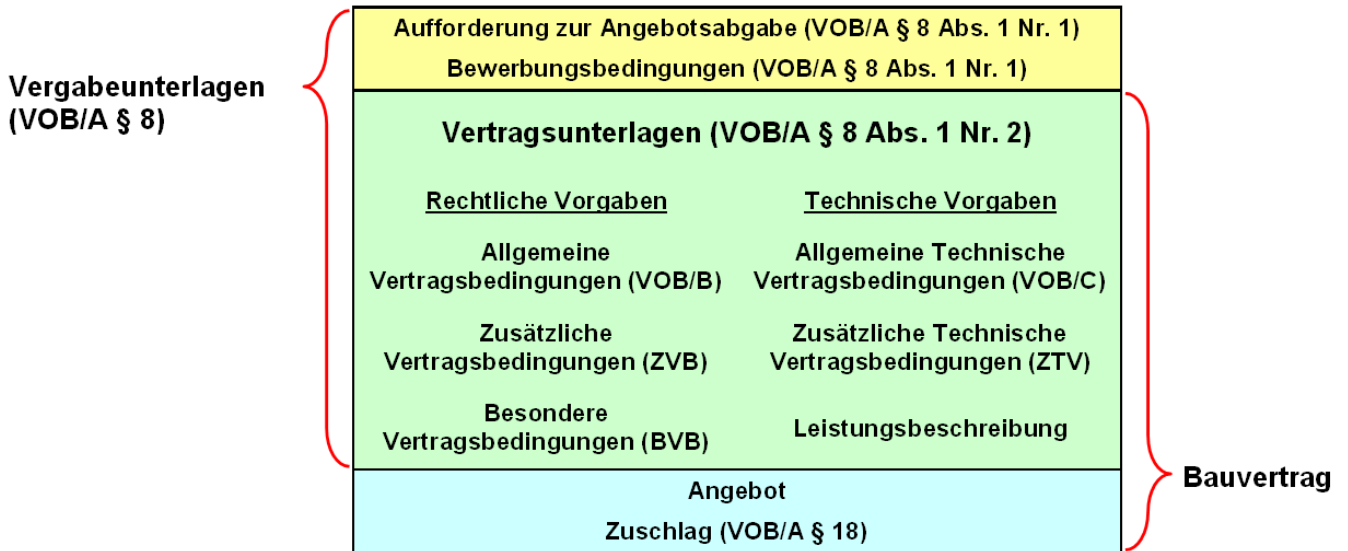 Aufforderung zur Angebotsabgabe (VOB/A § 8 Abs. 1 Nr. 1)
Bewerbungsbedingungen (VOB/A § 8 Abs. 1 Nr. 1)
Vergabeunterlagen
(VOB/A § 8)
Vertragsunterlagen (VOB/A § 8 Abs. 1 Nr. 2)
Rechtliche Vorgaben
Allgemeine
Vertragsbedingungen (VOB/B)
Zusätzliche
Vertragsbedingungen (ZVB)
Besondere
Vertragsbedingungen (BVB)
Technische Vorgaben
Allgemeine Technische
Vertragsbedingungen (VOB/C)
Zusätzliche Technische
Vertragsbedingungen (ZTV)
Leistungsbeschreibung
Angebot
Zuschlag (VOB/A § 18)
Bauvertrag